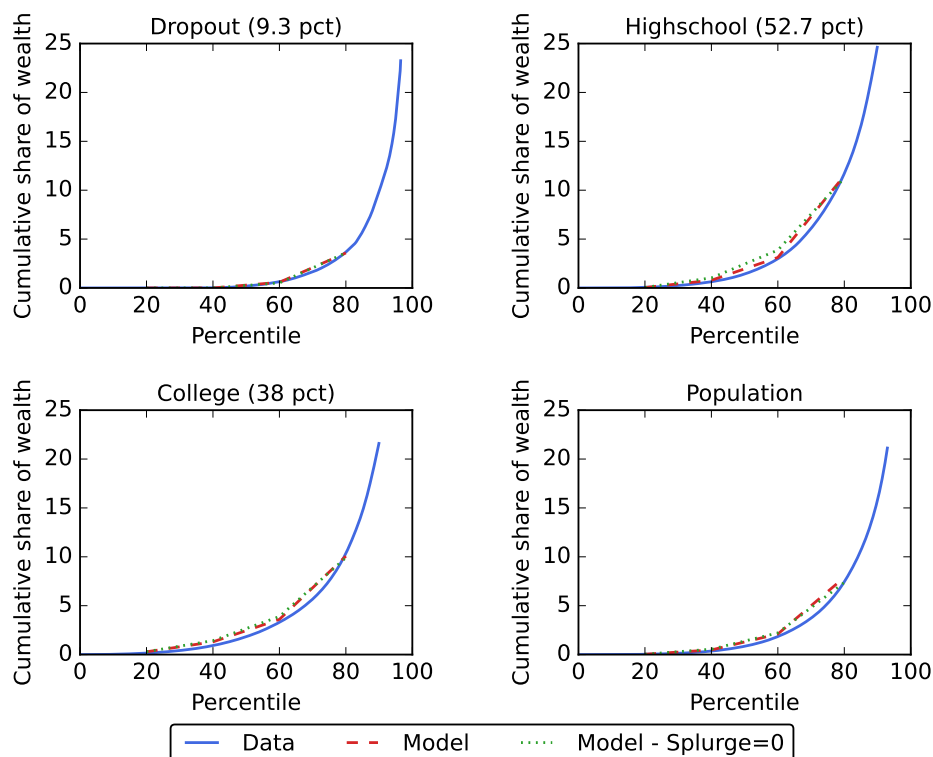 Dropout (9.3 pct)
Cumulative share of wealth
25
20
15
10
5
0
0 20 40 60 80 100
Percentile
Highschool (52.7 pct)
Cumulative share of wealth
25
20
15
10
5
0
0 20 40 60 80 100
Percentile
College (38 pct)
Cumulative share of wealth
25
20
15
10
5
0
0 20 40 60 80 100
Percentile
Population
Cumulative share of wealth
25
20
15
10
5
0
0 20 40 60 80 100
Percentile
Data Model Model - Splurge=0